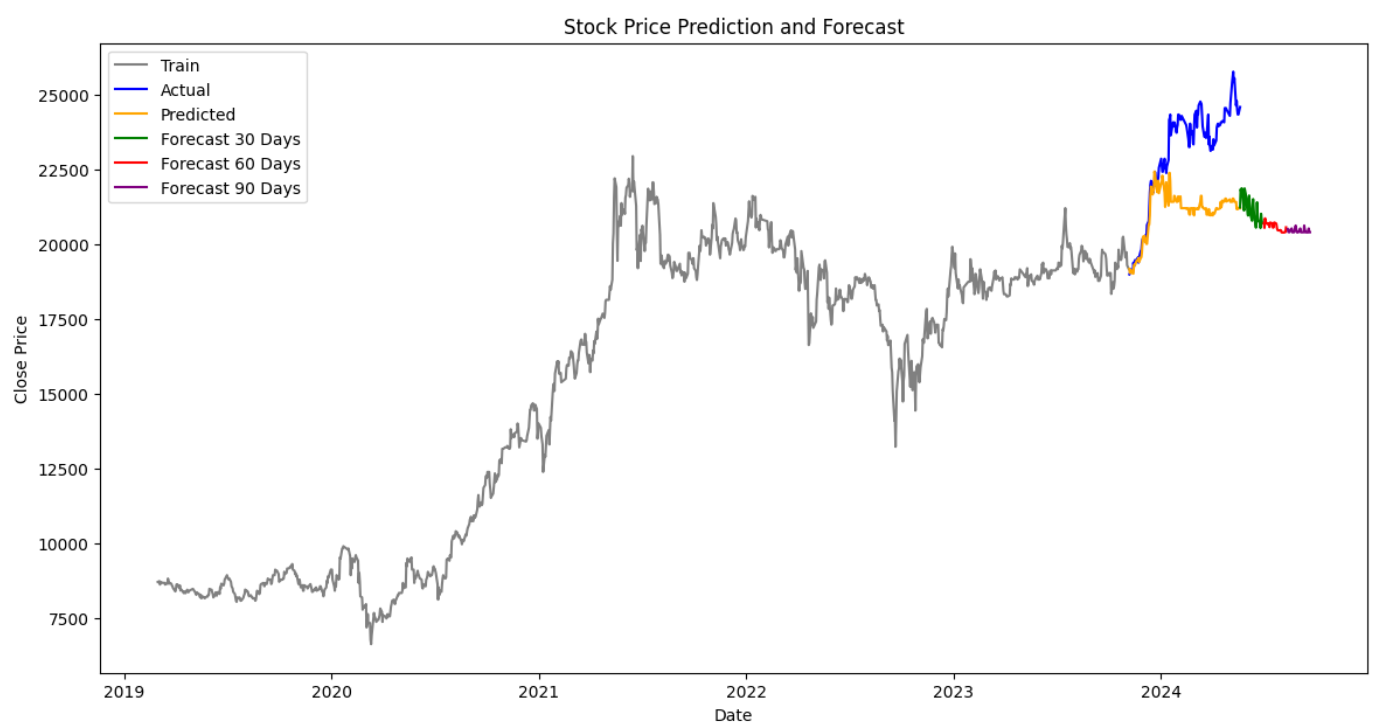 Stock Price Prediction and Forecast
Train
Actual
Predicted
Forecast 30 Days
Forecast 60 Days
Forecast 90 Days
Close Price
25000
22500
20000
17500
15000
12500
10000
7500
2019 2020 2021 2022 2023 2024
Date